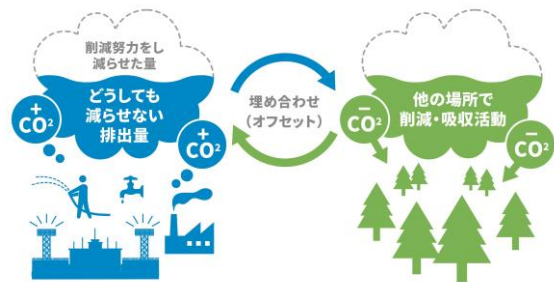 削減努力をし
減らせた量
どうしても
減らせない
排出量
+
CO²
+
CO²
埋め合わせ
（オフセット）
他の場所で
削減・吸収活動
−
CO²
−
CO²